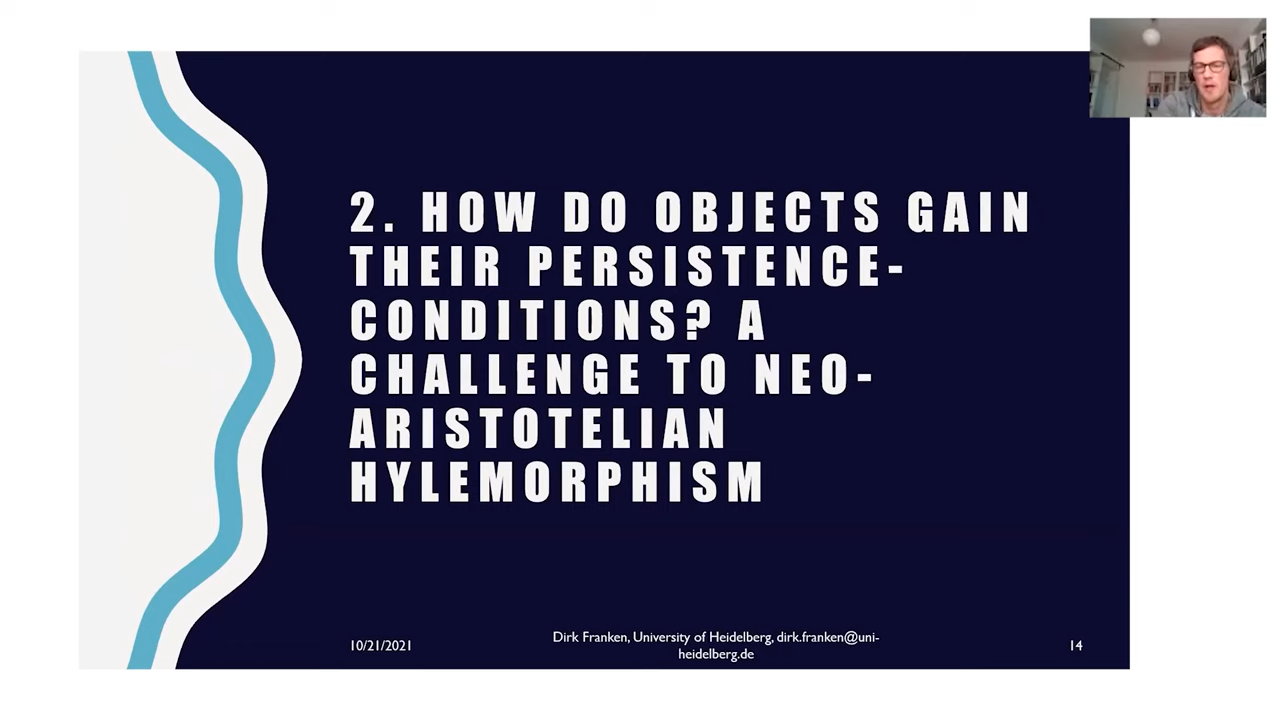 2. HOW DO OBJECTS GAIN
THEIR PERSISTENCE-
CONDITIONS? A
CHALLENGE TO NEO-
ARISTOTELIAN
HYLEMORPHISM
10/21/2021
Dirk Franken, University of Heidelberg, dirk.franken@uni-
heidelberg.de
14